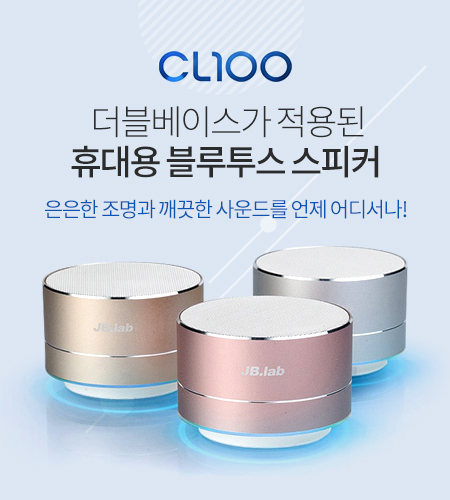 CL100
더블베이스가 적용된
휴대용 블루투스 스피커
은은한 조명과 깨끗한 사운드를 언제 어디서나!
JB.lab
JB.lab